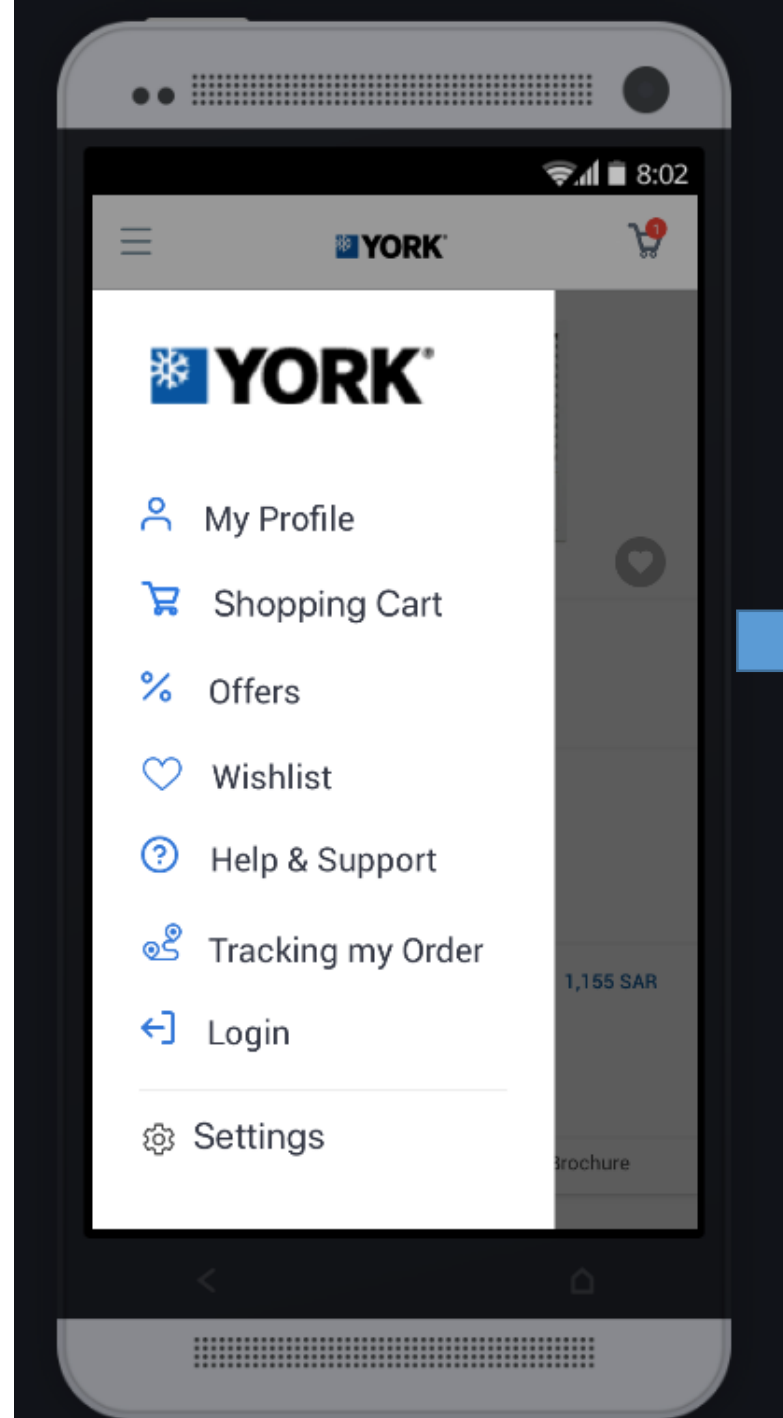 8:02
YORK
1
YORK
My Profile
Shopping Cart
Offers
Wishlist
Help & Support
Tracking my Order
1,155 SAR
Login
Settings
Brochure